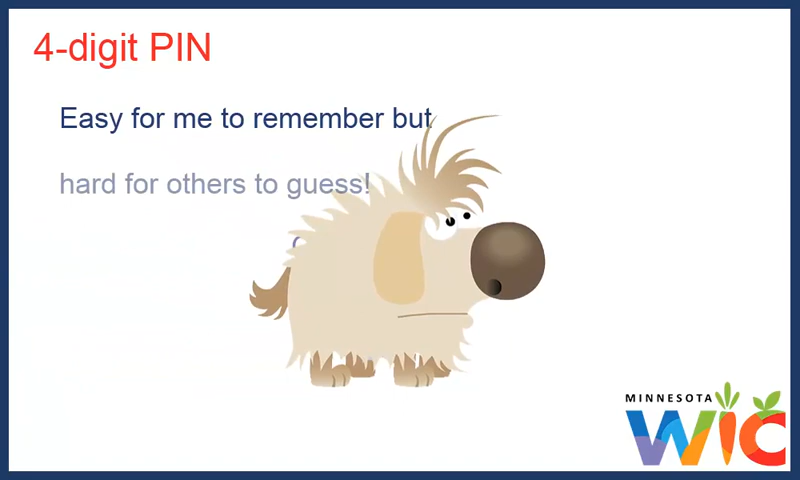 4-digit PIN
Easy for me to remember but
hard for others to guess!
MINNESOTA
WIC